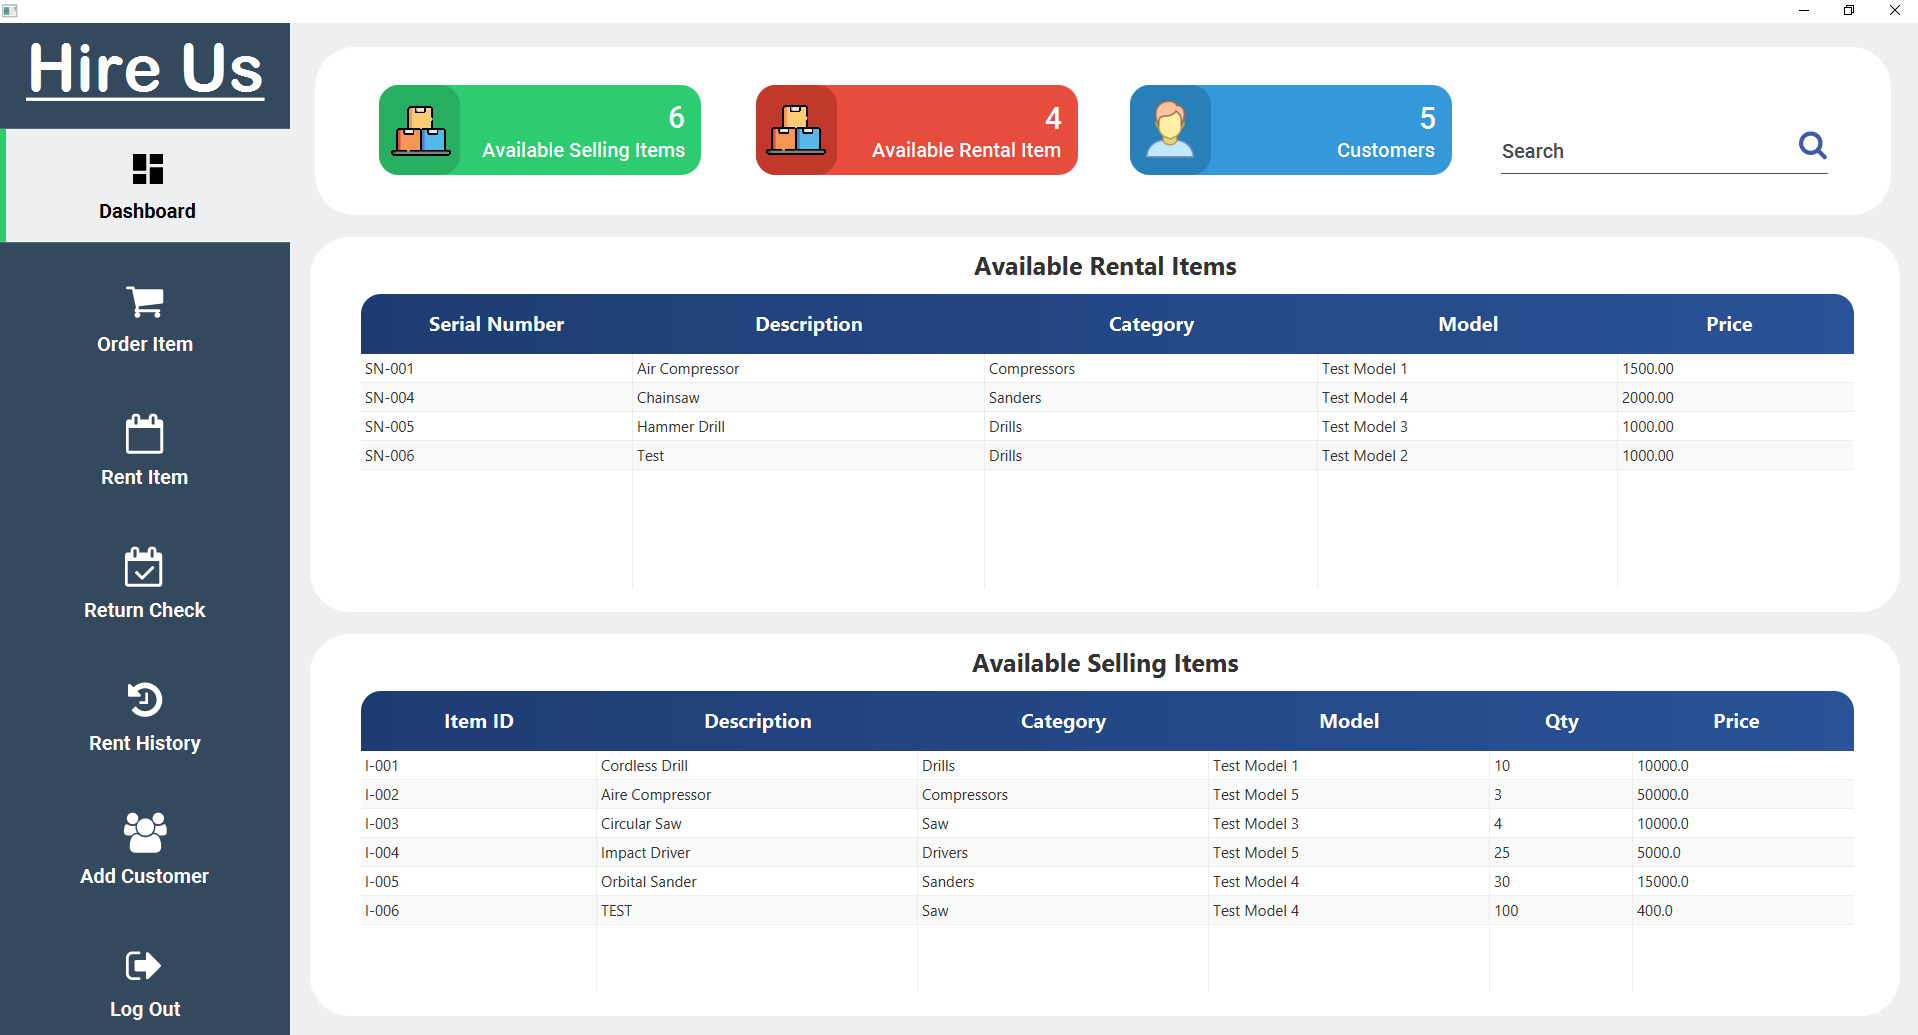 Hire Us
Dashboard
Order Item
Rent Item
Return Check
Rent History
Add Customer
Log Out
6
Available Selling Items
4
Available Rental Item
5
Customers
Search
Available Rental Items
Serial Number Description Category Model Price
SN-001 Air Compressor Compressors Test Model 1 1500.00
SN-004 Chainsaw Sanders Test Model 4 2000.00
SN-005 Hammer Drill Drills Test Model 3 1000.00
SN-006 Test Drills Test Model 2 1000.00
Available Selling Items
Item ID Description Category Model Qty Price
I-001 Cordless Drill Drills Test Model 1 10 10000.0
I-002 Aire Compressor Compressors Test Model 5 3 50000.0
I-003 Circular Saw Saw Test Model 3 4 10000.0
I-004 Impact Driver Drivers Test Model 5 25 5000.0
I-005 Orbital Sander Sanders Test Model 4 30 15000.0
I-006 TEST Saw Test Model 4 100 400.0